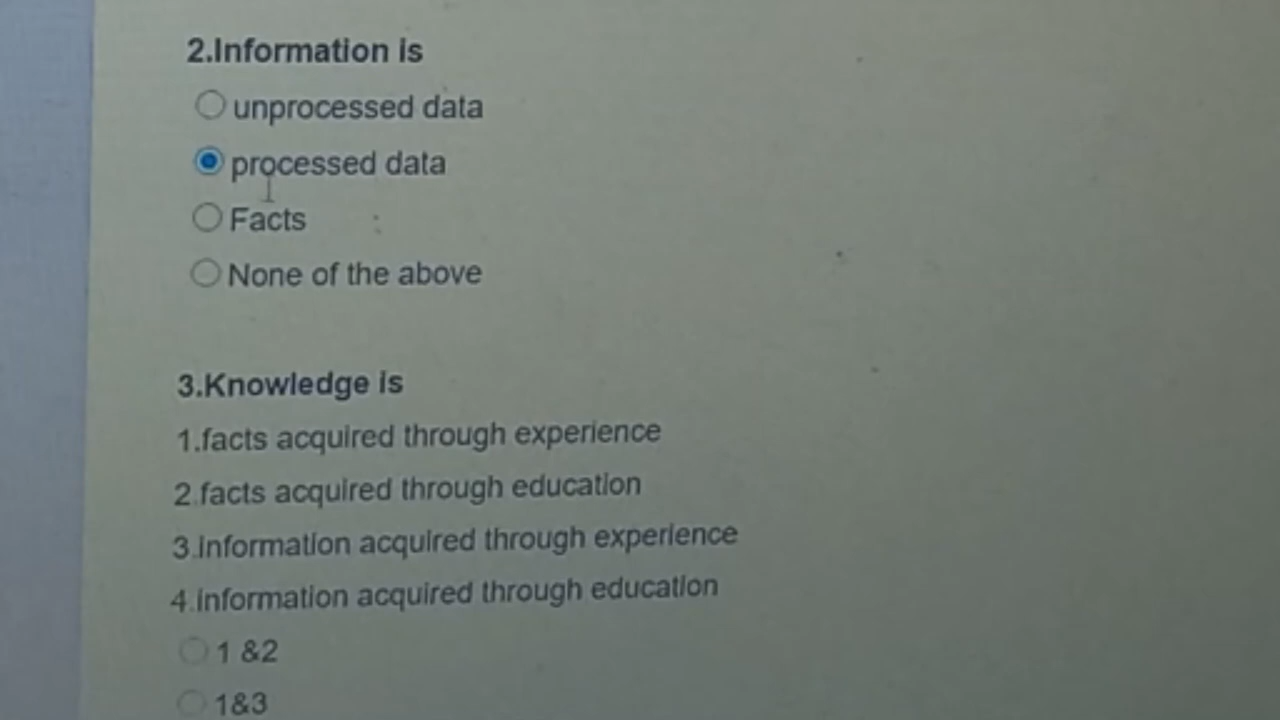 2.Information is
unprocessed data
processed data
Facts
None of the above
3.Knowledge is
1.facts acquired through experience
2.facts acquired through education
3.information acquired through experience
4.information acquired through education
1 &2
1&3